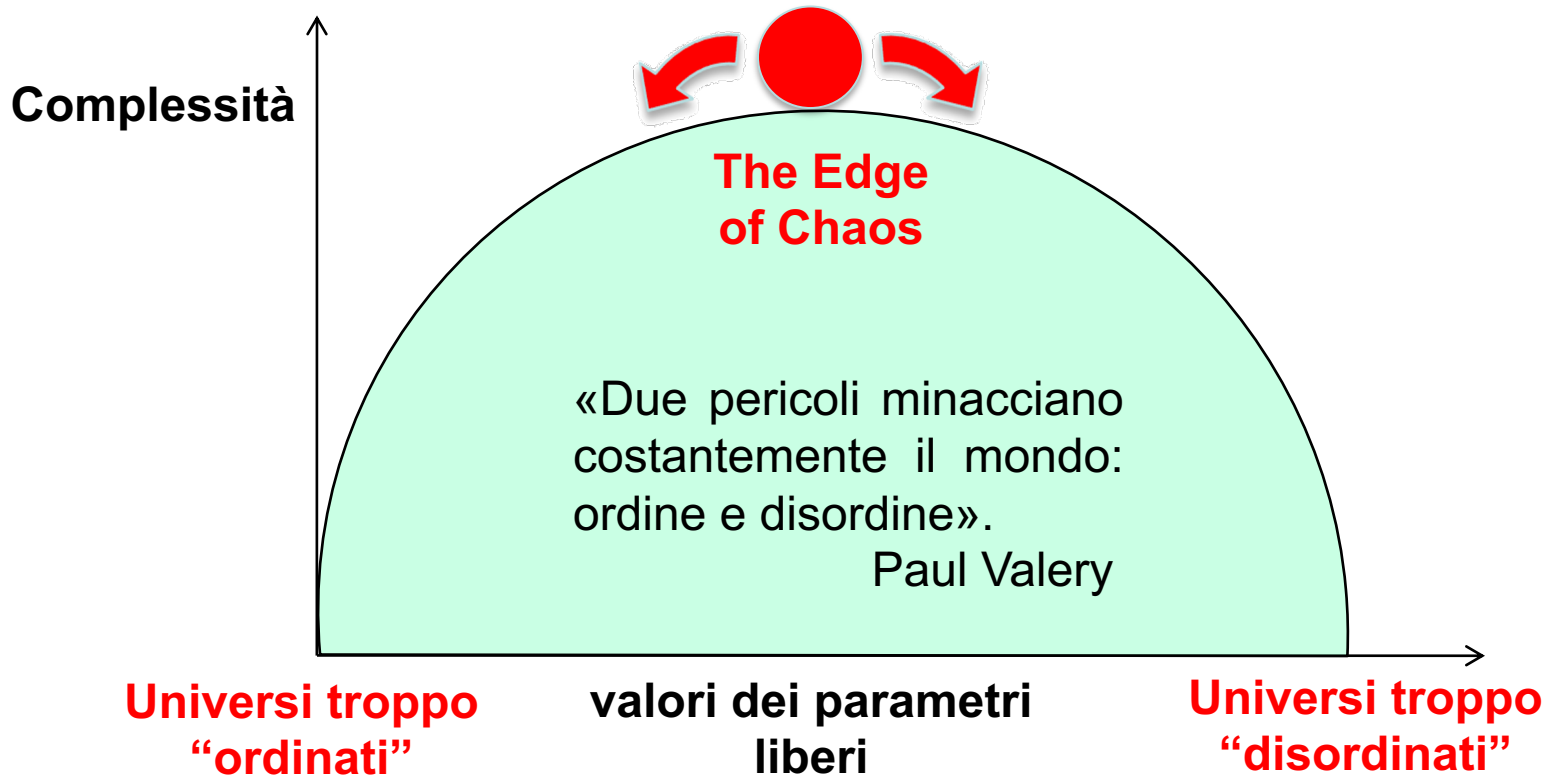 Complessità
The Edge
of Chaos
«Due pericoli minacciano
costantemente il mondo:
ordine e disordine».
Paul Valery
Universi troppo
“ordinati”
valori dei parametri
liberi
Universi troppo
“disordinati”